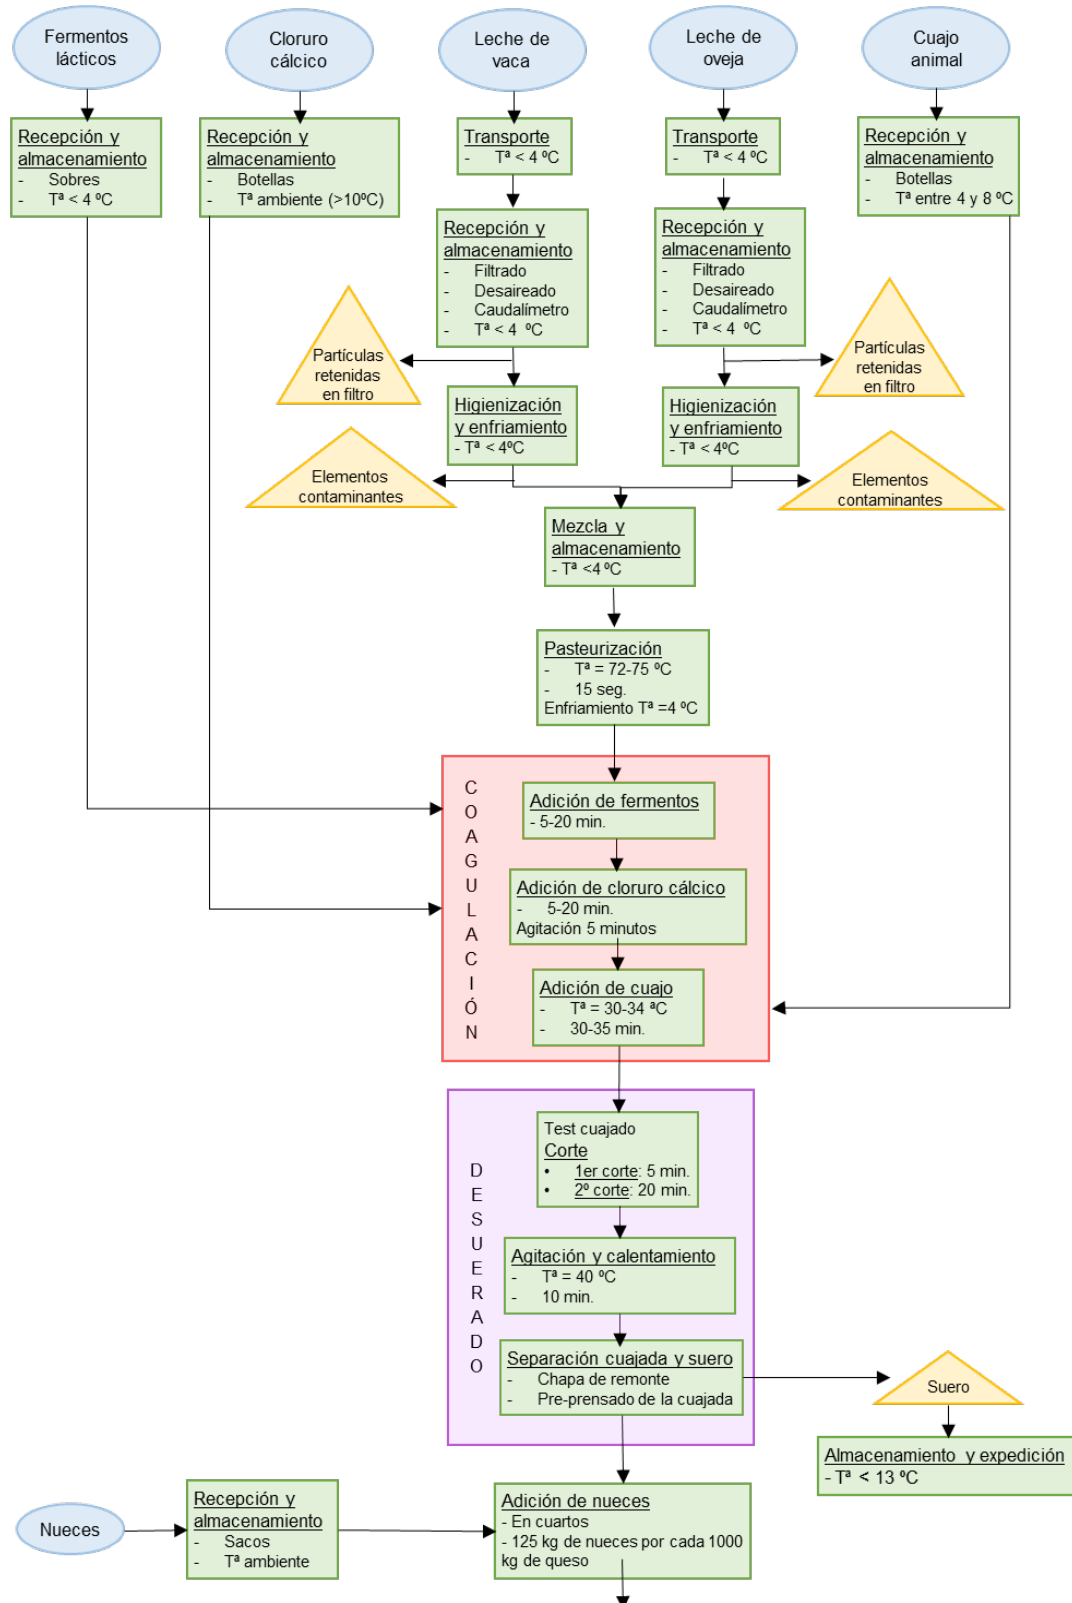 Fermentos
lácticos
Cloruro
cálcico
Leche de
vaca
Leche de
oveja
Cuajo
animal
Recepción y
almacenamiento
- Sobres
- Tª < 4 ºC
Recepción y
almacenamiento
- Botellas
- Tª ambiente (>10ºC)
Transporte
- Tª < 4 ºC
Transporte
- Tª < 4 ºC
Recepción y
almacenamiento
- Botellas
- Tª entre 4 y 8 ºC
Recepción y
almacenamiento
- Filtrado
- Desaireado
- Caudalímetro
- Tª < 4 ºC
Recepción y
almacenamiento
- Filtrado
- Desaireado
- Caudalímetro
- Tª < 4 ºC
Partículas
retenidas
en filtro
Partículas
retenidas
en filtro
Higienización
y enfriamiento
- Tª < 4ºC
Higienización
y enfriamiento
- Tª < 4ºC
Elementos
contaminantes
Elementos
contaminantes
Mezcla y
almacenamiento
- Tª <4 ºC
Pasteurización
- Tª = 72-75 ºC
- 15 seg.
Enfriamiento Tª =4 ºC
COAGULACIÓN
Adición de fermentos
- 5-20 min.
Adición de cloruro cálcico
- 5-20 min.
Agitación 5 minutos
Adición de cuajo
- Tª = 30-34 ªC
- 30-35 min.
DESUERADO
Test cuajado
Corte
• 1er corte: 5 min.
• 2º corte: 20 min.
Agitación y calentamiento
- Tª = 40 ºC
- 10 min.
Separación cuajada y suero
- Chapa de remonte
- Pre-prensado de la cuajada
Suero
Almacenamiento y expedición
- Tª < 13 ºC
Nueces
Recepción y
almacenamiento
- Sacos
- Tª ambiente
Adición de nueces
- En cuartos
- 125 kg de nueces por cada 1000
kg de queso